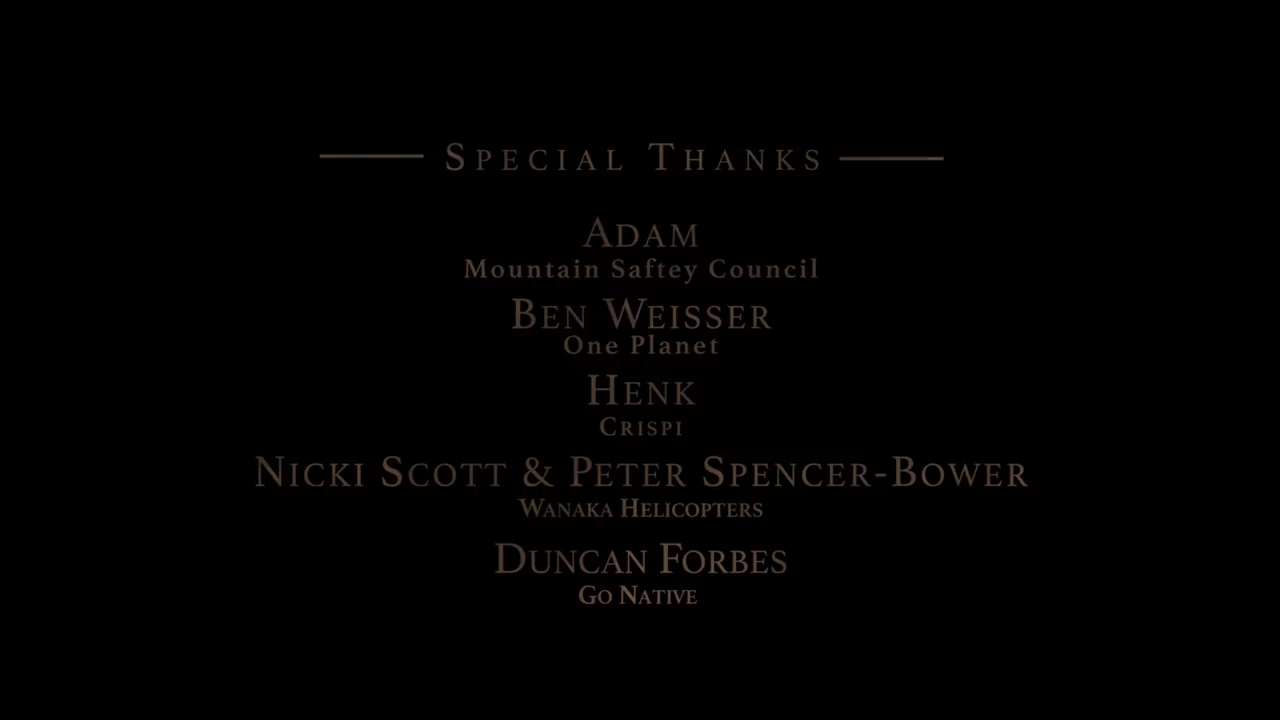 Special Thanks
Adam
Mountain Saftey Council
Ben Weisser
One Planet
Henk
Crispi
Nicki Scott & Peter Spencer-Bower
Wanaka Helicopters
Duncan Forbes
Go Native